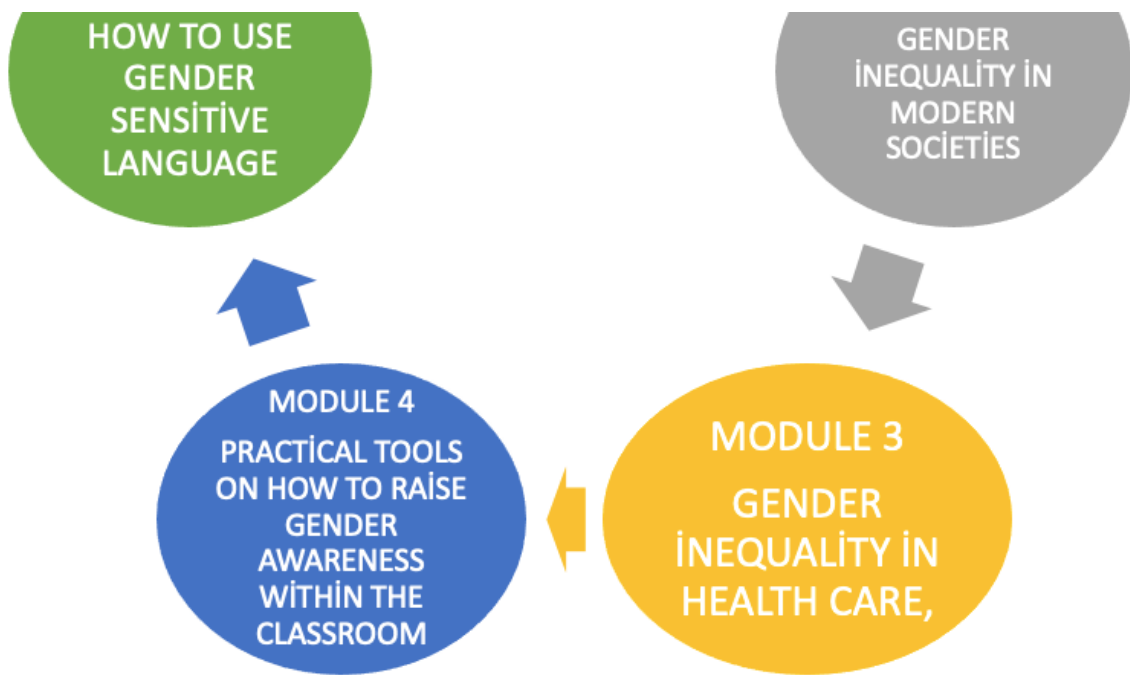 HOW TO USE
GENDER
SENSİTİVE
LANGUAGE
GENDER
İNEQUALİTY İN
MODERN
SOCİETİES
MODULE 3
GENDER
İNEQUALİTY İN
HEALTH CARE,
MODULE 4
PRACTİCAL TOOLS
ON HOW TO RAİSE
GENDER
AWARENESS
WİTHİN THE
CLASSROOM